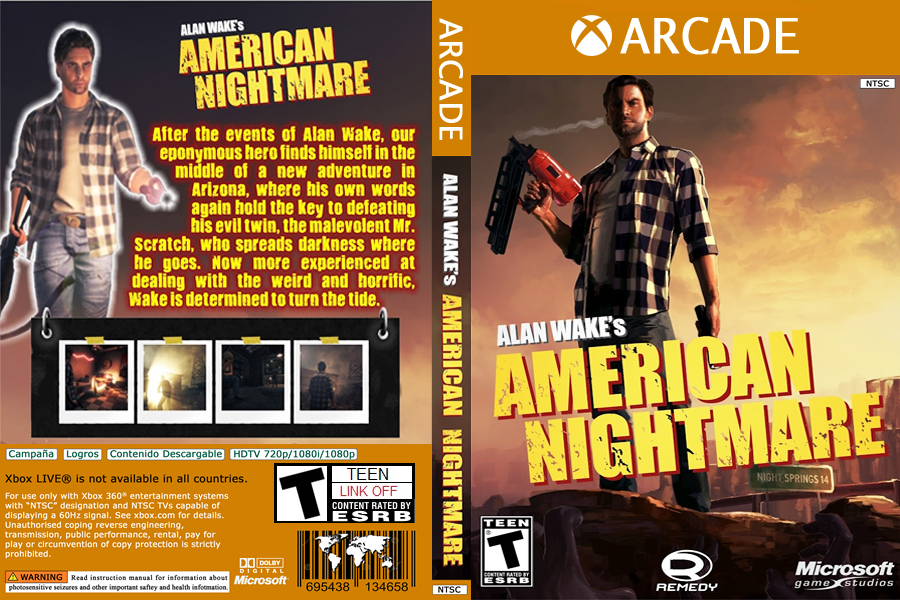 ALAN WAKE'S
AMERICAN
NIGHTMARE
After the events of Alan Wake, our
eponymous hero finds himself in the
middle of a new adventure in
Arizona, where his own words
again hold the key to defeating
his evil twin, the malevolent Mr.
Scratch, who spreads darkness where
he goes. Now more experienced at
dealing with the weird and horrific,
Wake is determined to turn the tide.
Campaña Logros Contenido Descargable HDTV 720p/1080i/1080p
Xbox LIVE® is not available in all countries.
For use only with Xbox 360® entertainment systems
with "NTSC" designation and NTSC TVs capable of
displaying a 60Hz signal. See xbox.com for details.
Unauthorised coping reverse engineering,
transmission, public performance, rental, pay for
play or circumvention of copy protection is strictly
prohibited.
WARNING Read instruction manual for information about
photosensitive seizures and other important saftey and health infotmation.
DOLBY
DIGITAL
Microsoft®
T
TEEN
LINK OFF
CONTENT RATED BY
ESRB
695438 134658
ARCADE
ALAN WAKE'S AMERICAN NIGHTMARE
NTSC
ARCADE
NTSC
ALAN WAKE'S
AMERICAN
NIGHTMARE
NIGHT SPRINGS 14
TEEN
T
CONTENT RATED BY
ESRB
R
REMEDY
Microsoft
game studios